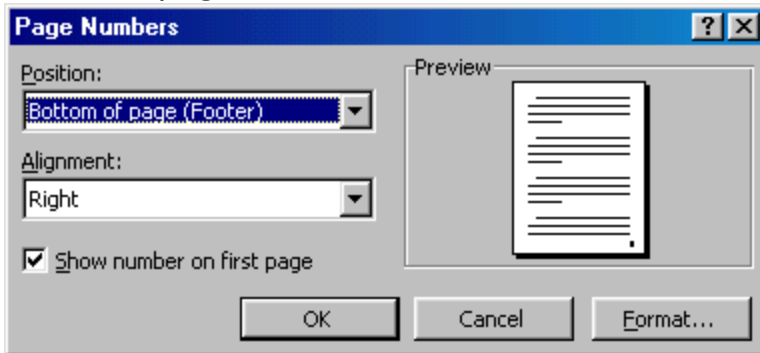 Page Numbers
Position:
Preview
Bottom of page (Footer)
Alignment:
Right
Show number on first page
OK
Cancel
Format...